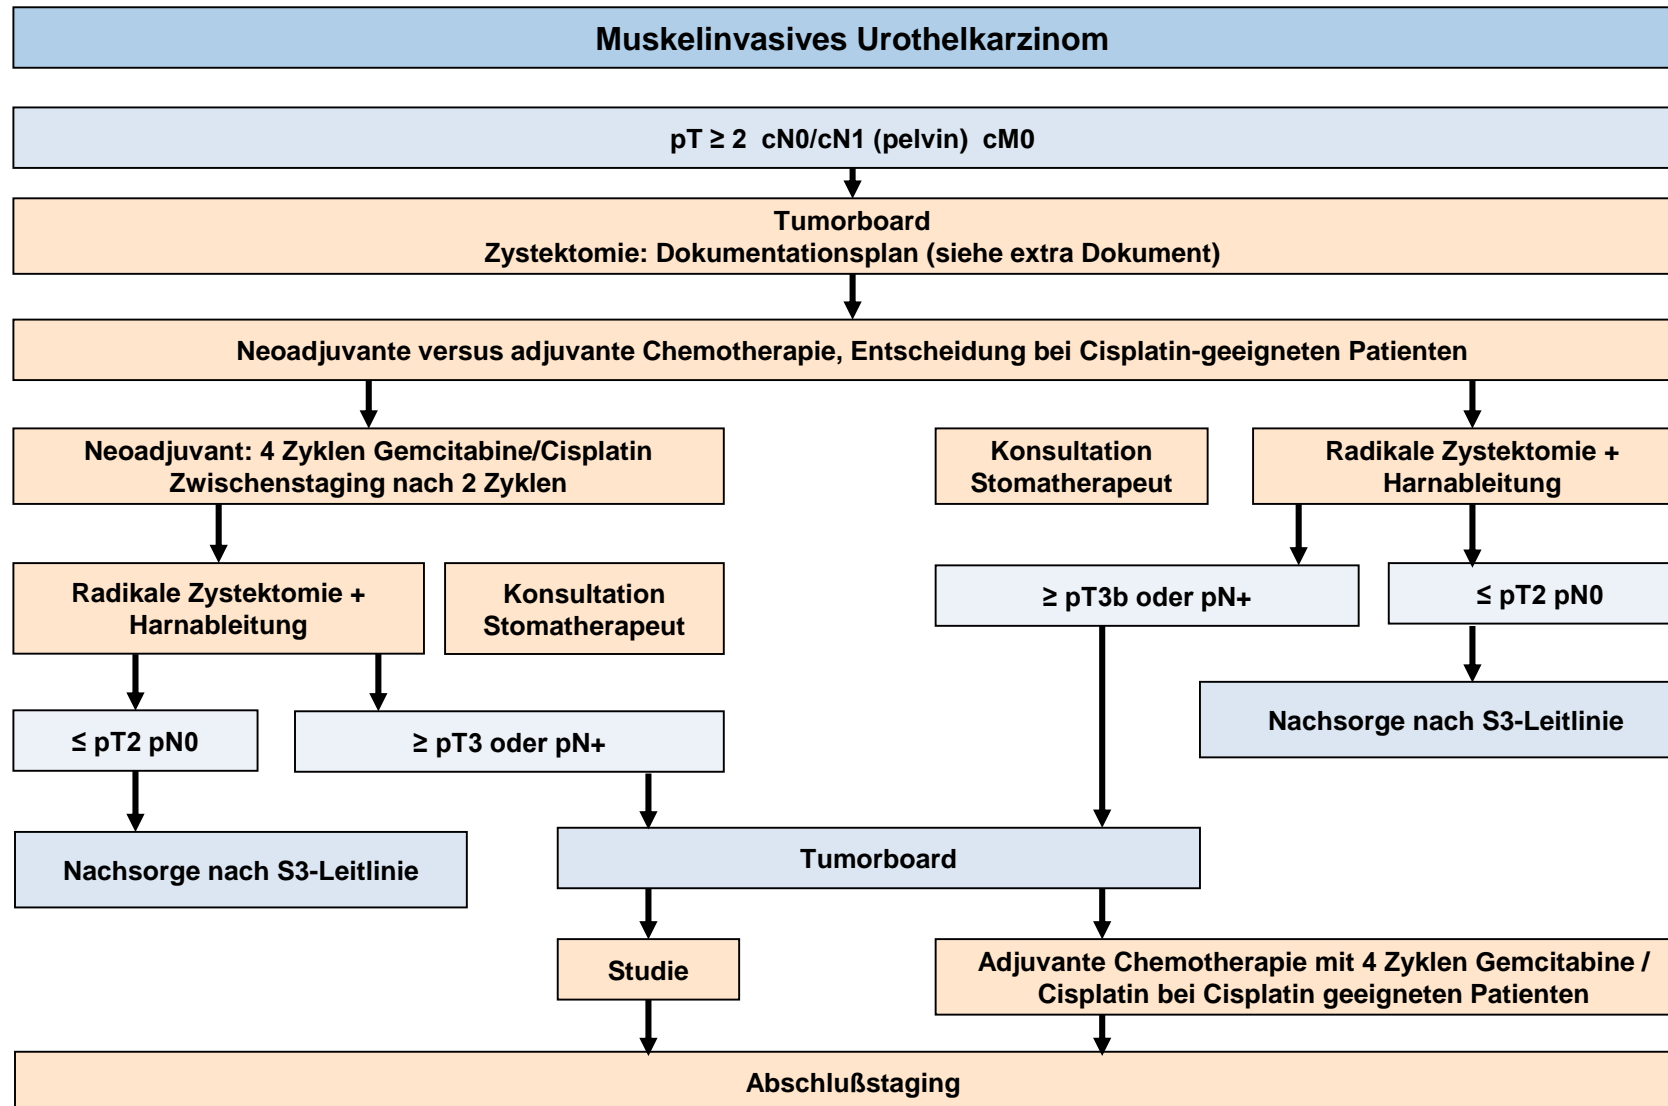 Muskelinvasives Urothelkarzinom
pT ≥ 2 cN0/cN1 (pelvin) cM0
Tumorboard
Zystektomie: Dokumentationsplan (siehe extra Dokument)
Neoadjuvante versus adjuvante Chemotherapie, Entscheidung bei Cisplatin-geeigneten Patienten
Neoadjuvant: 4 Zyklen Gemcitabine/Cisplatin
Zwischenstaging nach 2 Zyklen
Konsultation
Stomatherapeut
Radikale Zystektomie +
Harnableitung
Radikale Zystektomie +
Harnableitung
Konsultation
Stomatherapeut
≥ pT3b oder pN+
≤ pT2 pN0
≤ pT2 pN0
≥ pT3 oder pN+
Nachsorge nach S3-Leitlinie
Nachsorge nach S3-Leitlinie
Tumorboard
Studie
Adjuvante Chemotherapie mit 4 Zyklen Gemcitabine /
Cisplatin bei Cisplatin geeigneten Patienten
Abschlußstaging